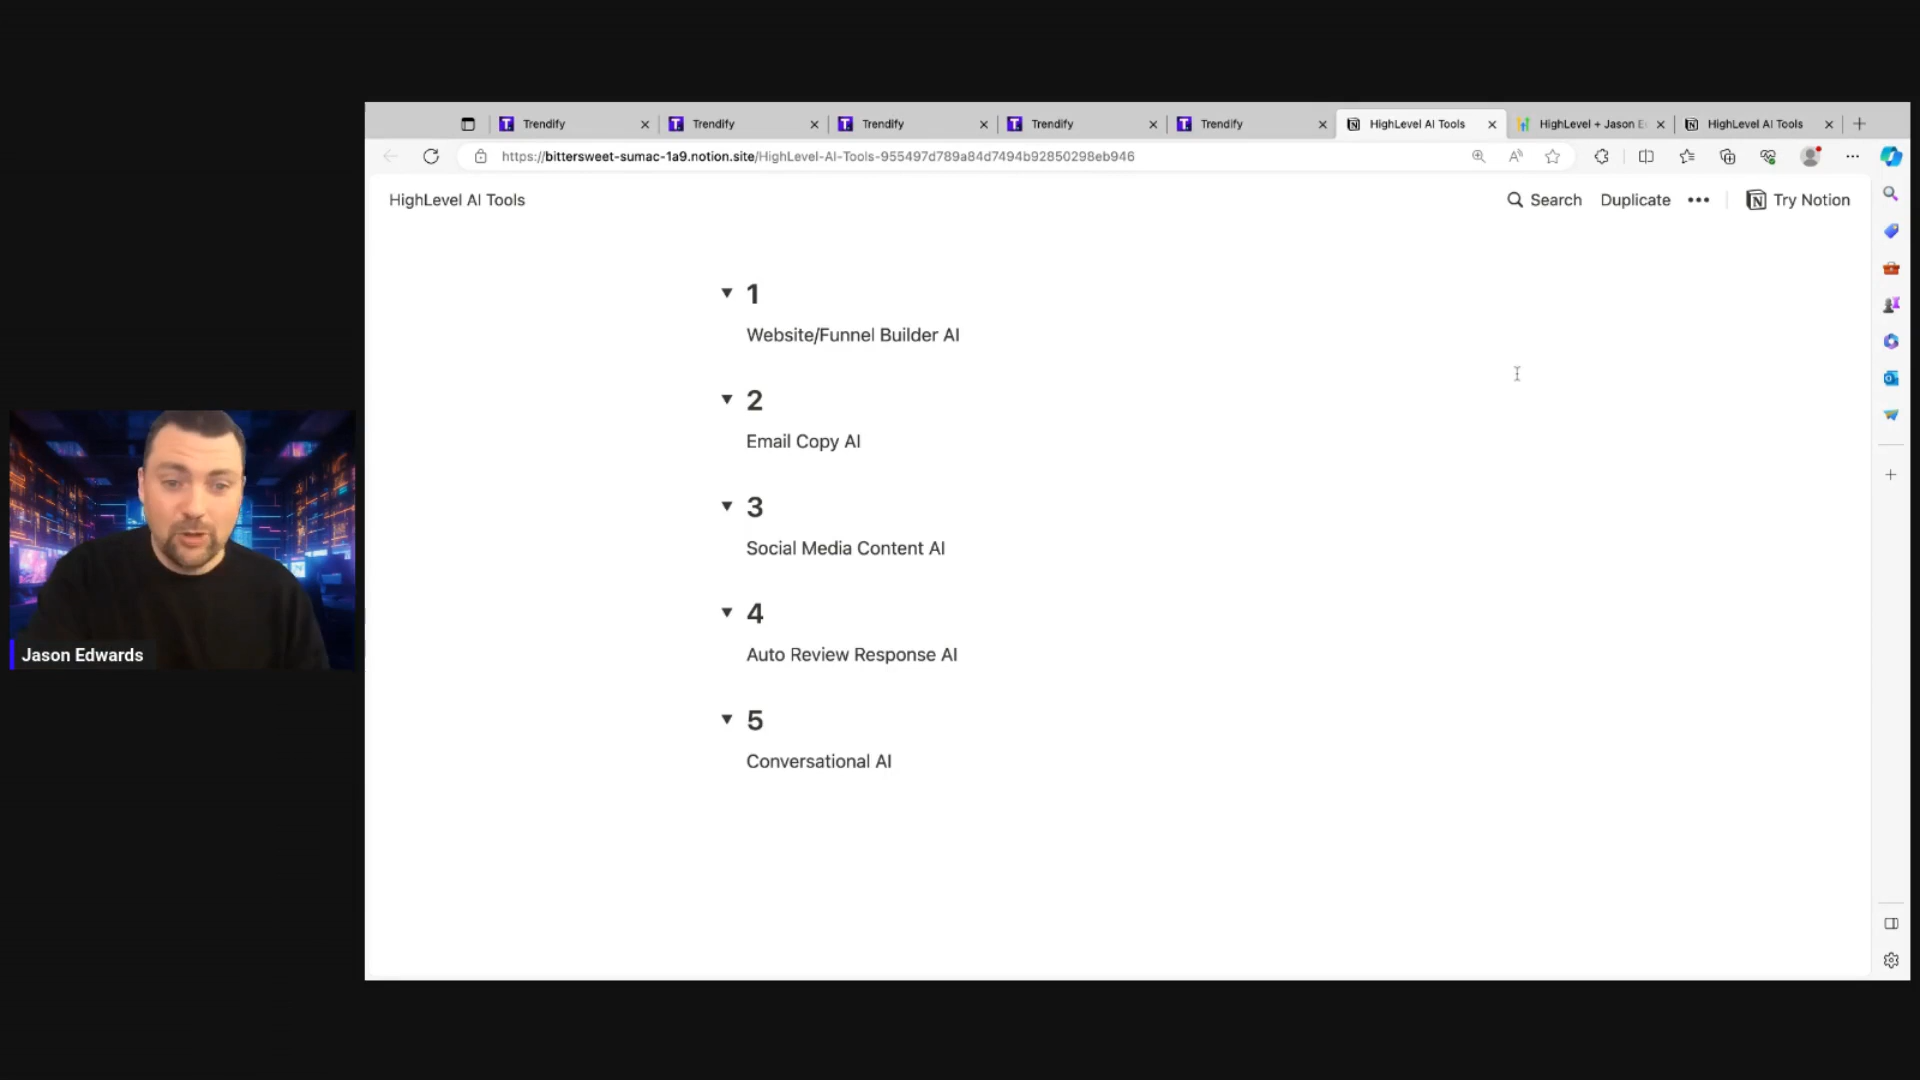 Trendify
Trendify
Trendify
Trendify
Trendify
HighLevel AI Tools
HighLevel + Jason E
HighLevel AI Tools
https://bittersweet-sumac-1a9.notion.site/HighLevel-AI-Tools-955497d789a84d7494b92850298eb946
HighLevel AI Tools
Search
Duplicate
Try Notion
1
Website/Funnel Builder AI
2
Email Copy AI
3
Social Media Content AI
4
Auto Review Response AI
5
Conversational AI
Jason Edwards